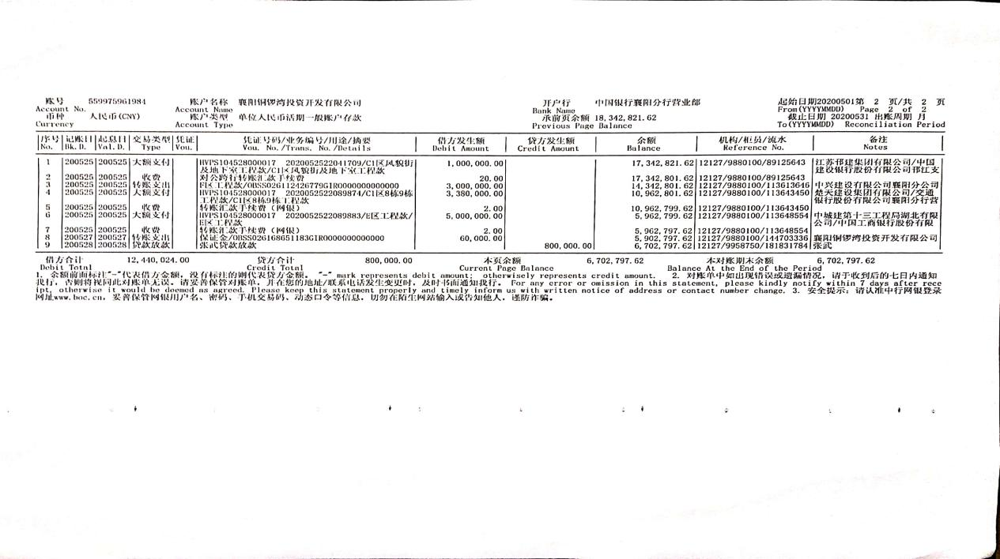 账号 559975961984 账户名称 襄阳铜锣湾投资开发有限公司 开户行 中国银行襄阳分行营业部 起始日期20200501第 2 页/共 2 页
Account No. Account Name Bank Name From(YYYYMMDD) Page 2 of 2
币种 人民币(CNY) 账户类型 单位人民币活期一般账户存款 承前页余额 18,342,821.62 截止日期 20200531 出账周期 月
Currency Account Type Previous Page Balance To(YYYYMMDD) Reconciliation Period
序号 记账日 起息日 交易类型 凭证 凭证号码/业务编号/用途/摘要 借方发生额 贷方发生额 余额 机构/柜员/流水 备注
No. Bk. D. Val. D. Type Vou. Vou. No./Trans. No./Details Debit Amount Credit Amount Balance Reference No. Notes
1 200525 200525 大额支付 HVPS104528000017 2020052522041709/C1区风貌街 1,000,000.00 17,342,821.62 12127/9880100/89125643 江苏邗建集团有限公司/中国
及地下室工程款/C1区风貌街及地下室工程款 建设银行股份有限公司邗江支
2 200525 200525 收费 对公跨行转账汇款手续费 20.00 17,342,801.62 12127/9880100/89125643
3 200525 200525 转账支出 F区工程款/OBSS026112426779GIR0000000000000 3,000,000.00 14,342,801.62 12127/9880100/113613646 中兴建设有限公司襄阳分公司
4 200525 200525 大额支付 HVPS104528000017 2020052522089874/C1区8栋9栋 3,380,000.00 10,962,801.62 12127/9880100/113643450 楚天建设集团有限公司/交通
工程款/C1区8栋9栋工程款 银行股份有限公司襄阳分行营
5 200525 200525 收费 转账汇款手续费（网银） 2.00 10,962,799.62 12127/9880100/113643450
6 200525 200525 大额支付 HVPS104528000017 2020052522089883/E区工程款/ 5,000,000.00 5,962,799.62 12127/9880100/113648554 中城建第十三工程局湖北有限
E区工程款 公司/中国工商银行股份有限
7 200525 200525 收费 转账汇款手续费（网银） 2.00 5,962,797.62 12127/9880100/113648554
8 200527 200527 转账支出 保证金/OBSS026168651183GIR0000000000000 60,000.00 5,902,797.62 12127/9880100/144703336 襄阳铜锣湾投资开发有限公司
9 200528 200528 贷款放款 张武贷款放款 800,000.00 6,702,797.62 12127/9958750/181831784 张武
借方合计 12,440,024.00 贷方合计 800,000.00 本页余额 6,702,797.62 本对账期末余额 6,702,797.62
Debit Total Credit Total Current Page Balance Balance At the End of the Period
1. 余额前面标注"-"代表借方金额，没有标注的则代表贷方金额。 "-" mark represents debit amount; otherwisely represents credit amount. 2. 对账单中如出现错误或遗漏情况，请于收到后的七日内通知
我行，否则将视同此对账单无误。请妥善保管对账单，并在您的地址/联系电话发生变更时，及时书面通知我行。 For any error or omission in this statement, please kindly notify within 7 days after rece
ipt, otherwise it would be deemed as agreed. Please keep this statement properly and timely inform us with written notice of address or contact number change. 3. 安全提示：请认准中行网银登录
网址www.boc.cn，妥善保管网银用户名、密码、手机交易码、动态口令等信息，切勿在陌生网站输入或告知他人，谨防诈骗。